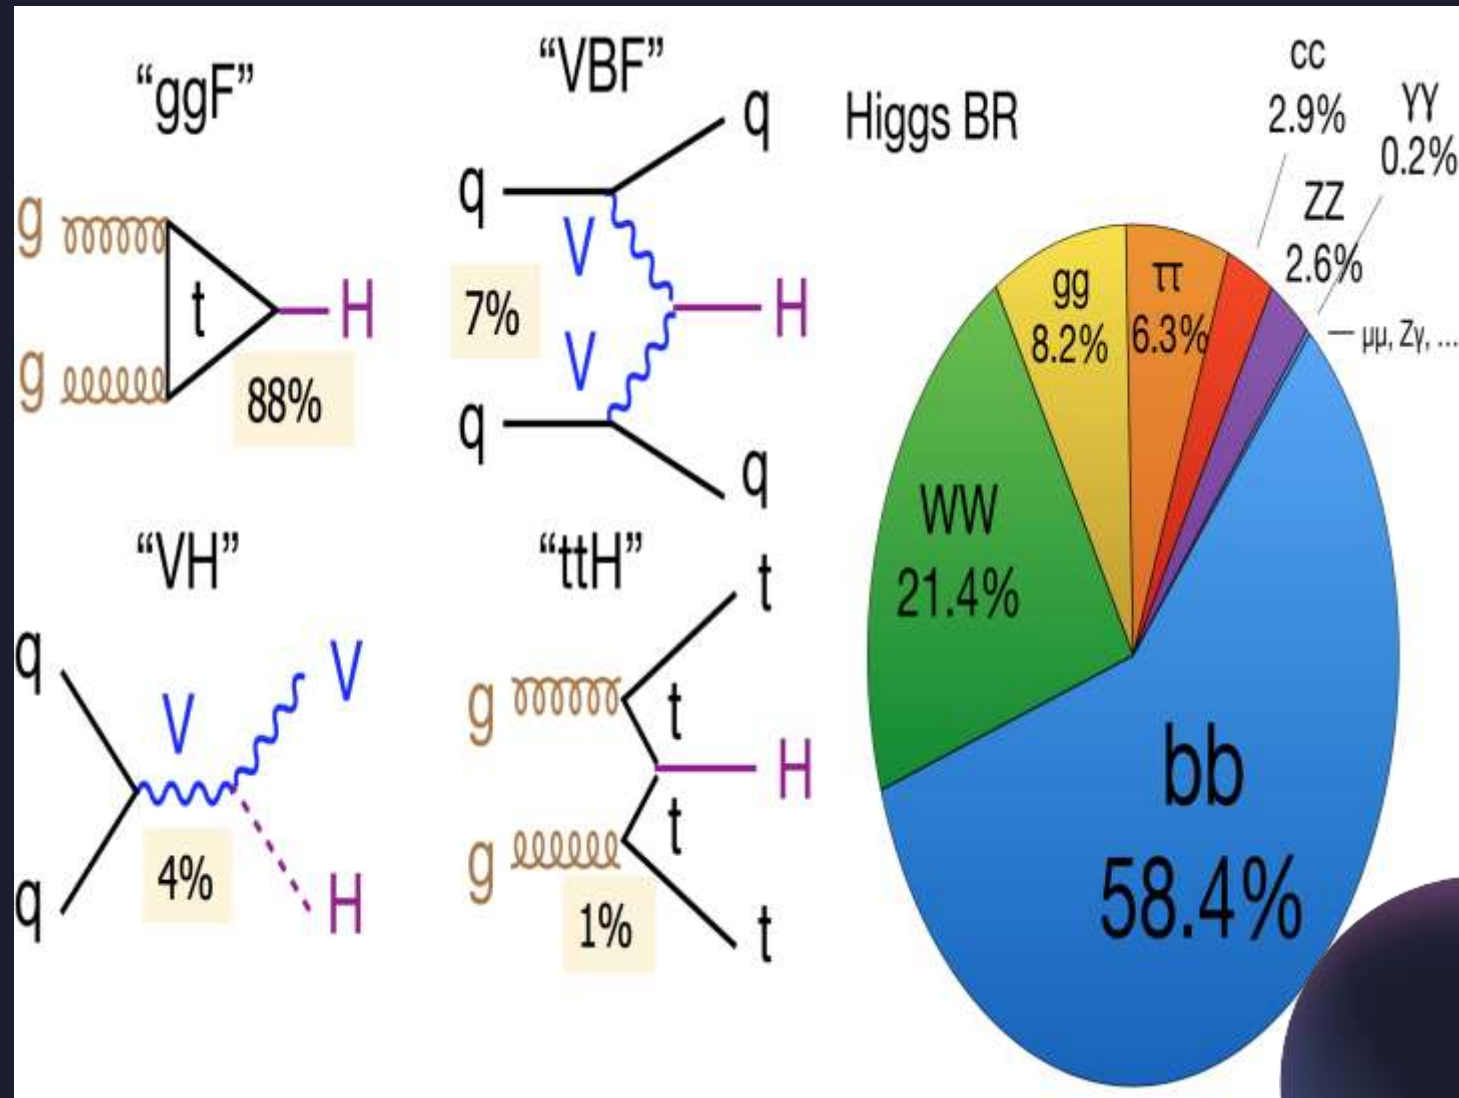 “ggF”
g
t
H
g
88%
“VBF”
q
q
V
7%
H
V
q
q
“VH”
q
V
V
4%
q
H
“ttH”
t
g
t
H
t
g
1%
t
Higgs BR
cc
2.9%
γγ
0.2%
ZZ
2.6%
μμ, Zγ, ...
gg
8.2%
ττ
6.3%
WW
21.4%
bb
58.4%